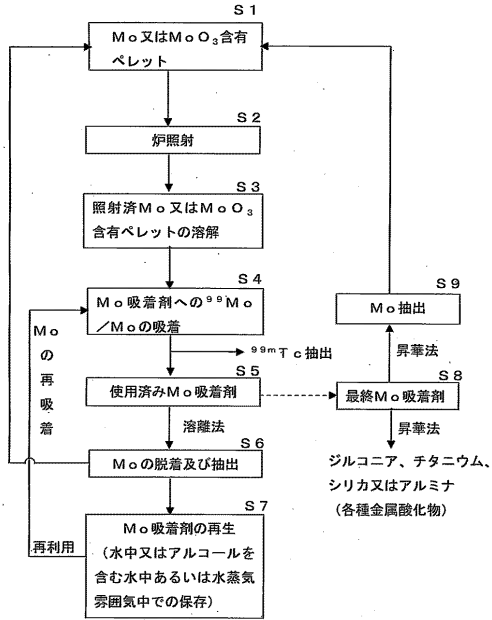 S1
Mo又はMoO₃含有
ペレット
S2
炉照射
S3
照射済Mo又はMoO₃
含有ペレットの溶解
S4
Mo吸着剤への⁹⁹Mo
／Moの吸着
⁹⁹ᵐTc抽出
S5
使用済みMo吸着剤
溶離法
S6
Moの脱着及び抽出
S7
Mo吸着剤の再生
（水中又はアルコールを
含む水中あるいは水蒸気
雰囲気中での保存）
Moの再吸着
再利用
S9
Mo抽出
昇華法
S8
最終Mo吸着剤
昇華法
ジルコニア、チタニウム、
シリカ又はアルミナ
（各種金属酸化物）